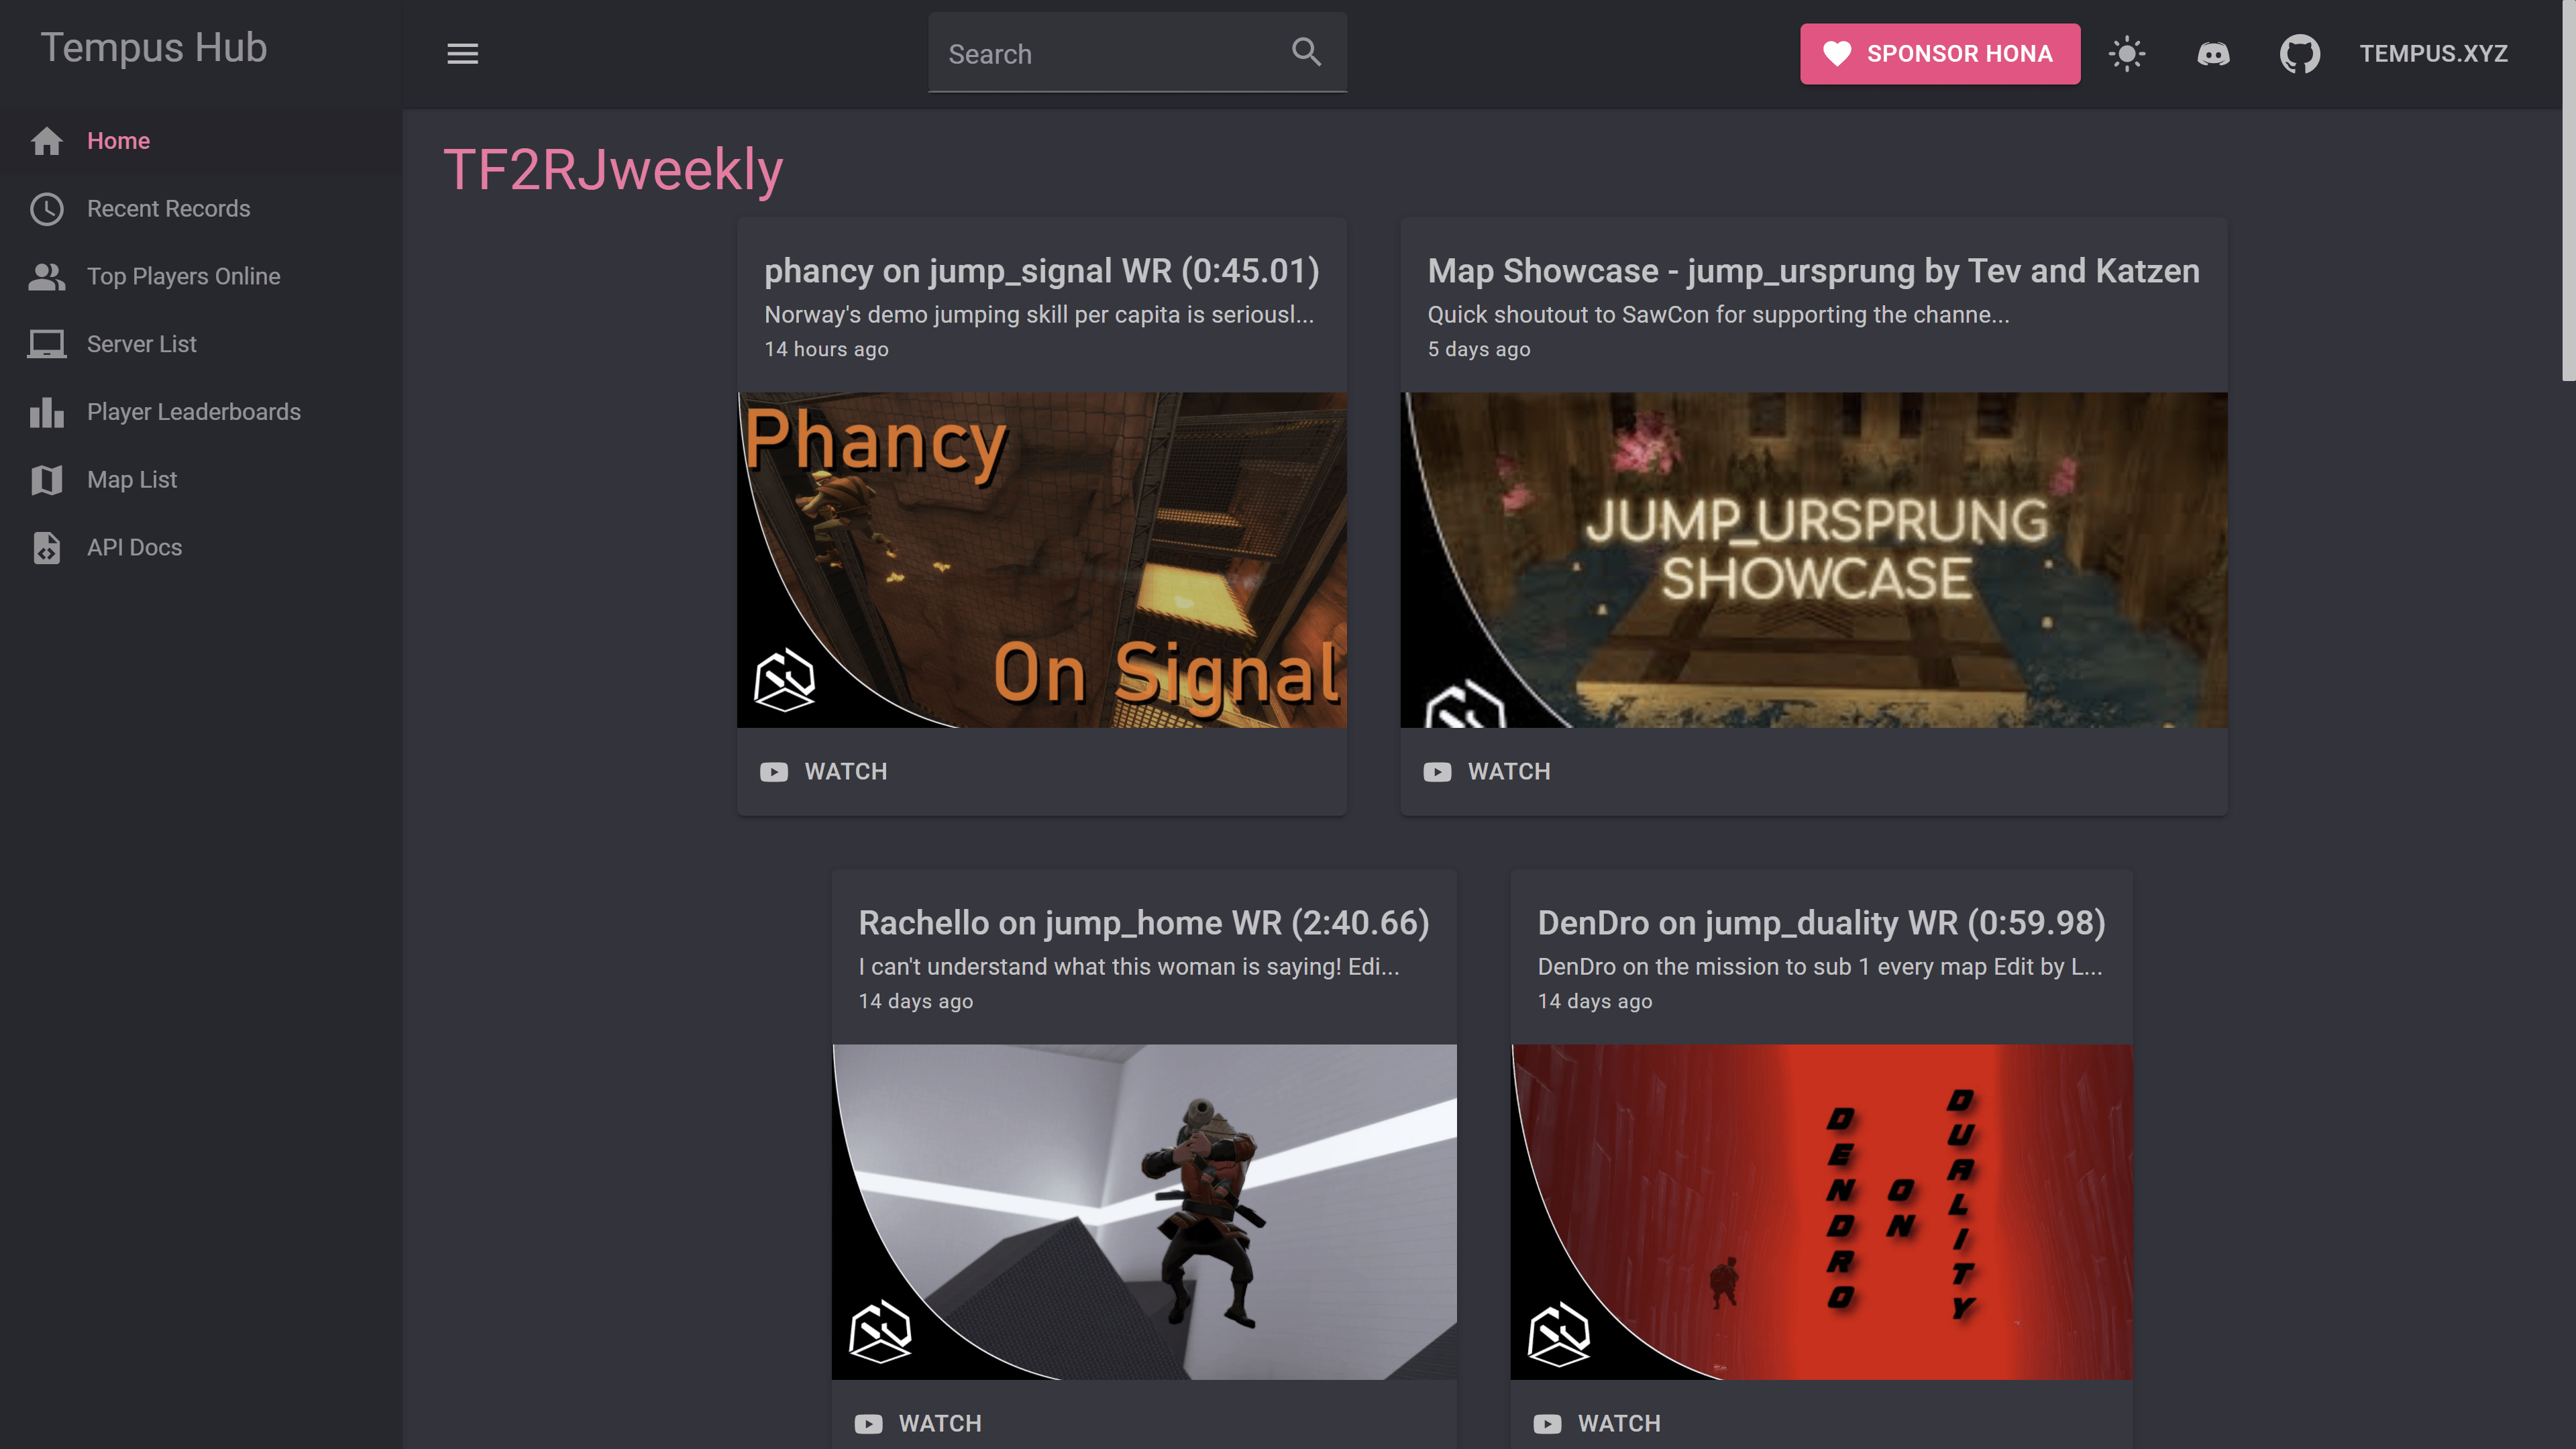 Tempus Hub
Search
SPONSOR HONA
TEMPUS.XYZ
Home
Recent Records
Top Players Online
Server List
Player Leaderboards
Map List
API Docs
TF2RJweekly
phancy on jump_signal WR (0:45.01)
Norway's demo jumping skill per capita is seriousl...
14 hours ago
Phancy
On Signal
WATCH
Map Showcase - jump_ursprung by Tev and Katzen
Quick shoutout to SawCon for supporting the channe...
5 days ago
JUMP_URSPRUNG
SHOWCASE
WATCH
Rachello on jump_home WR (2:40.66)
I can't understand what this woman is saying! Edi...
14 days ago
WATCH
DenDro on jump_duality WR (0:59.98)
DenDro on the mission to sub 1 every map Edit by L...
14 days ago
DENDRO
ON
DUALITY
WATCH